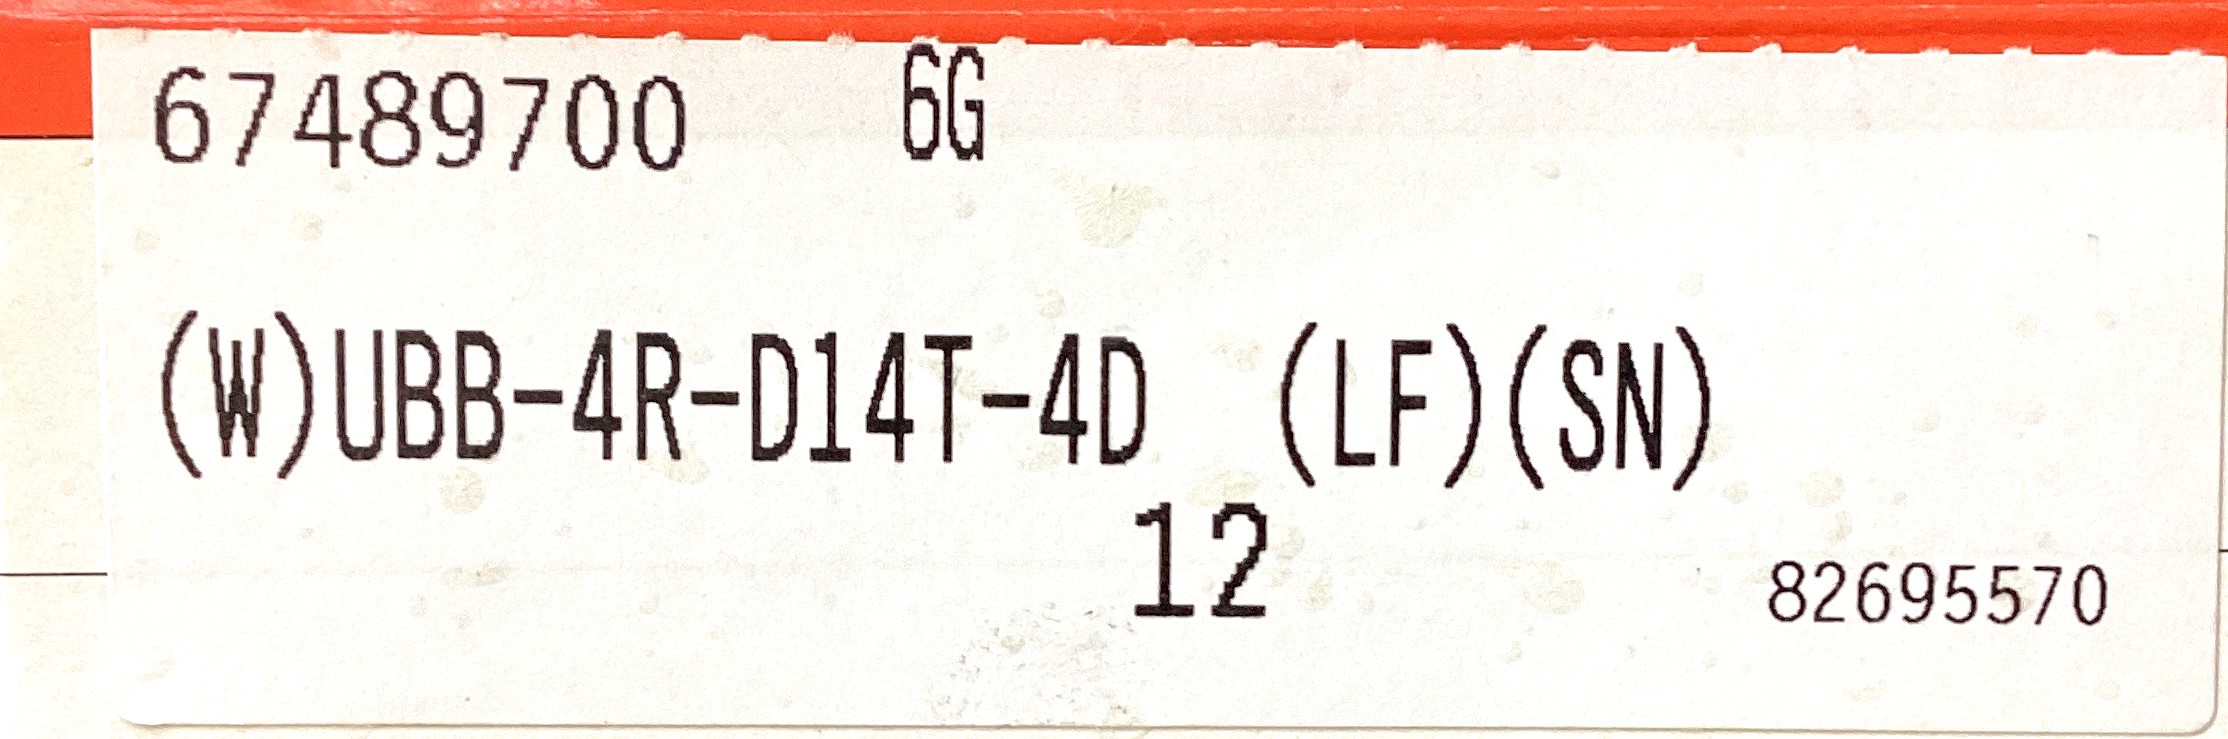 67489700 6G
(W)UBB-4R-D14T-4D (LF)(SN)
12
82695570